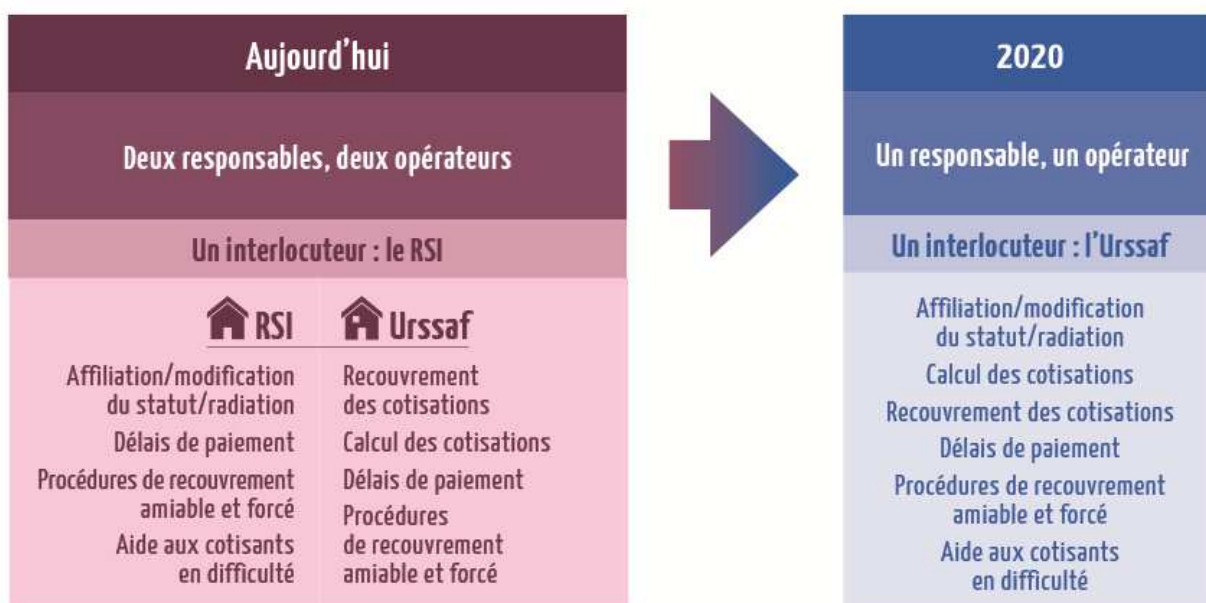 Aujourd'hui
Deux responsables, deux opérateurs
Un interlocuteur : le RSI
RSI
Affiliation/modification
du statut/radiation
Délais de paiement
Procédures de recouvrement
amiable et forcé
Aide aux cotisants
en difficulté
Urssaf
Recouvrement
des cotisations
Calcul des cotisations
Délais de paiement
Procédures
de recouvrement
amiable et forcé
2020
Un responsable, un opérateur
Un interlocuteur : l'Urssaf
Affiliation/modification
du statut/radiation
Calcul des cotisations
Recouvrement des cotisations
Délais de paiement
Procédures de recouvrement
amiable et forcé
Aide aux cotisants
en difficulté